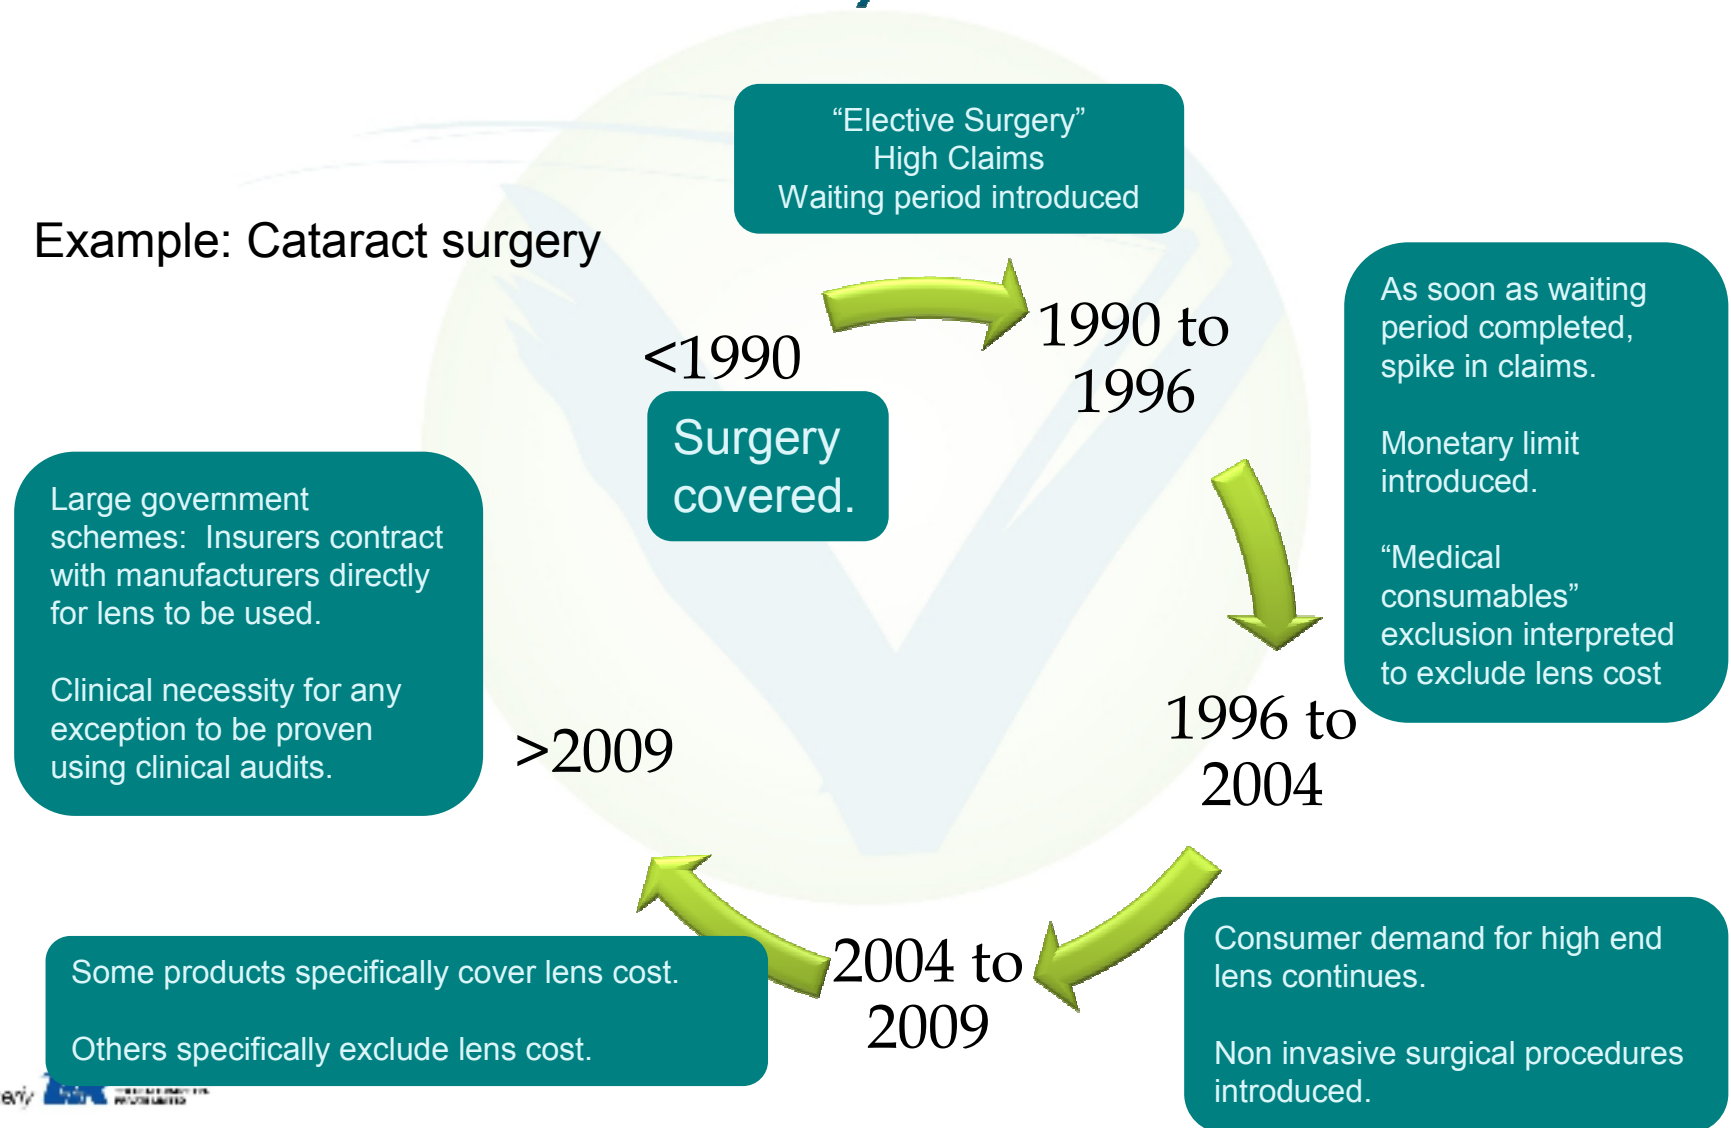 Example: Cataract surgery
“Elective Surgery”
High Claims
Waiting period introduced
<1990
Surgery
covered.
1990 to
1996
As soon as waiting
period completed,
spike in claims.
Monetary limit
introduced.
“Medical
consumables”
exclusion interpreted
to exclude lens cost
1996 to
2004
Consumer demand for high end
lens continues.
Non invasive surgical procedures
introduced.
2004 to
2009
Some products specifically cover lens cost.
Others specifically exclude lens cost.
>2009
Large government
schemes:  Insurers contract
with manufacturers directly
for lens to be used.
Clinical necessity for any
exception to be proven
using clinical audits.